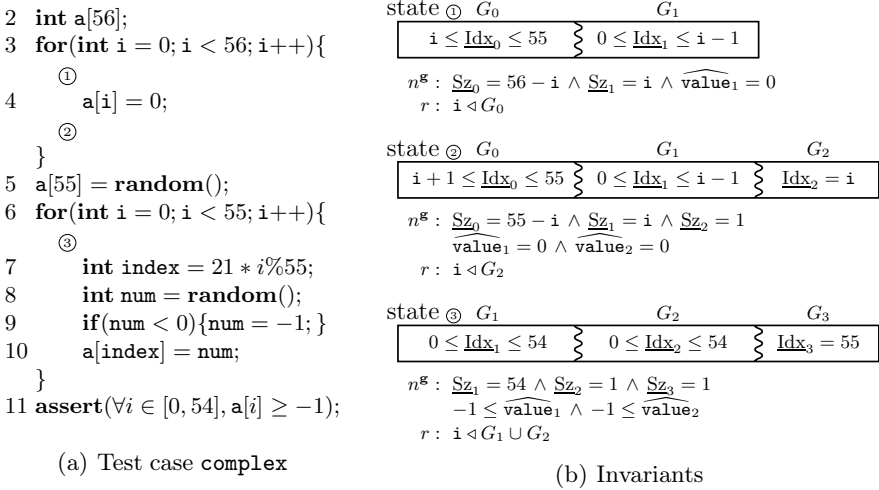 2 int a[56];
3 for(int i = 0; i < 56; i++){
①
4 a[i] = 0;
②
}
5 a[55] = random();
6 for(int i = 0; i < 55; i++){
③
7 int index = 21 * i%55;
8 int num = random();
9 if(num < 0){num = −1; }
10 a[index] = num;
}
11 assert(∀i ∈ [0, 54], a[i] ≥ −1);
(a) Test case complex
state ① G₀ G₁
i ≤ Idx₀ ≤ 55 0 ≤ Idx₁ ≤ i − 1
nᵍ : Sz₀ = 56 − i ∧ Sz₁ = i ∧ value₁ = 0
r : i ◁ G₀
state ② G₀ G₁ G₂
i + 1 ≤ Idx₀ ≤ 55 0 ≤ Idx₁ ≤ i − 1 Idx₂ = i
nᵍ : Sz₀ = 55 − i ∧ Sz₁ = i ∧ Sz₂ = 1
value₁ = 0 ∧ value₂ = 0
r : i ◁ G₂
state ③ G₁ G₂ G₃
0 ≤ Idx₁ ≤ 54 0 ≤ Idx₂ ≤ 54 Idx₃ = 55
nᵍ : Sz₁ = 54 ∧ Sz₂ = 1 ∧ Sz₃ = 1
−1 ≤ value₁ ∧ −1 ≤ value₂
r : i ◁ G₁ ∪ G₂
(b) Invariants